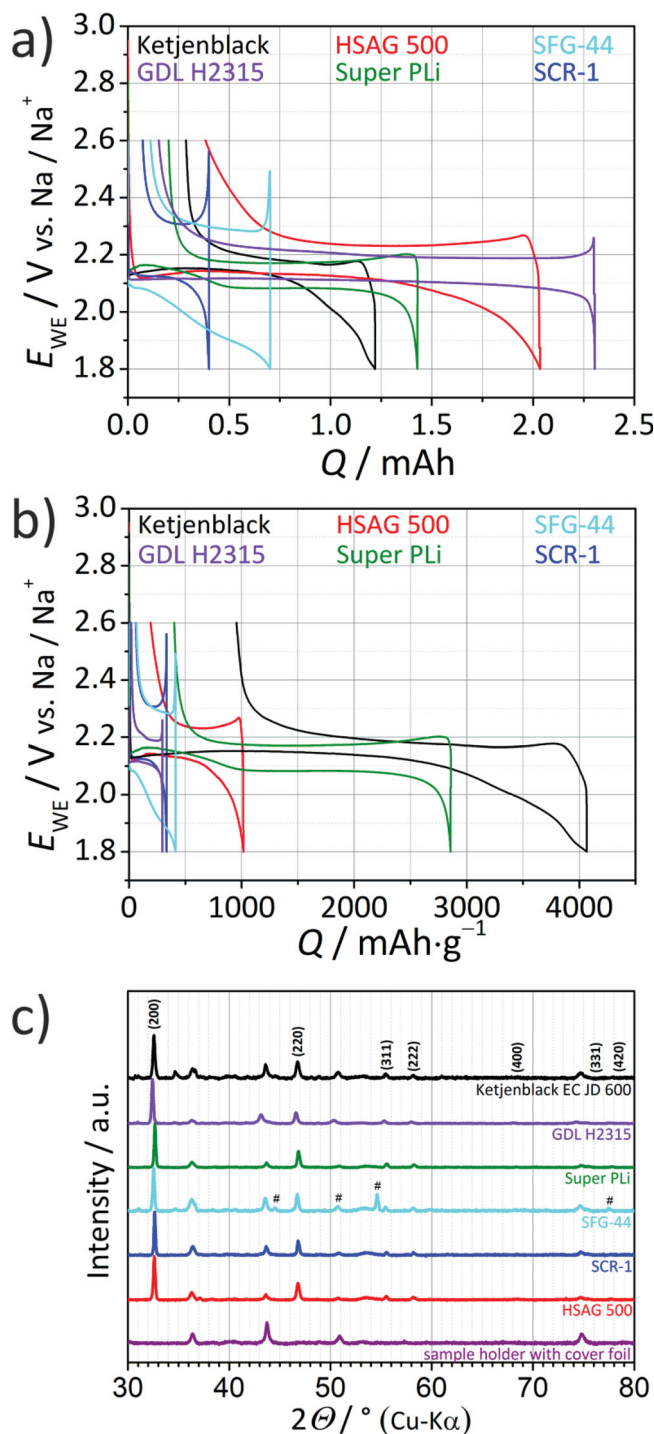 a)
3.0
Ketjenblack HSAG 500 SFG-44
GDL H2315 Super PLi SCR-1
2.8
2.6
2.4
2.2
2.0
1.8
E_WE / V vs. Na / Na⁺
0.0 0.5 1.0 1.5 2.0 2.5
Q / mAh
b)
3.0
Ketjenblack HSAG 500 SFG-44
GDL H2315 Super PLi SCR-1
2.8
2.6
2.4
2.2
2.0
1.8
E_WE / V vs. Na / Na⁺
0 1000 2000 3000 4000
Q / mAh·g⁻¹
c)
(200) (220) (311) (222) (400) (331) (420)
Ketjenblack EC JD 600
GDL H2315
Super PLi
# # # #
SFG-44
SCR-1
HSAG 500
sample holder with cover foil
Intensity / a.u.
30 40 50 60 70 80
2Θ / ° (Cu-Kα)